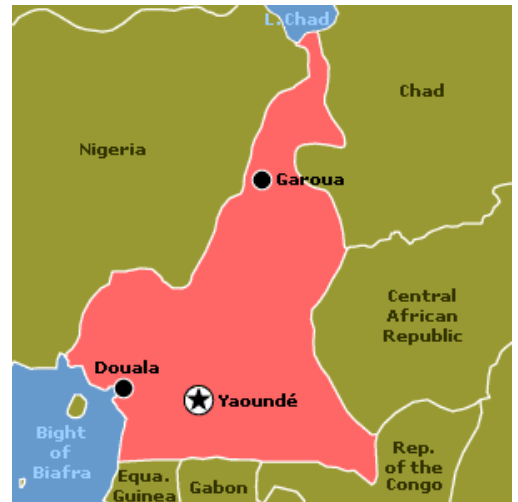 L.Chad
Chad
Nigeria
Garoua
Central
African
Republic
Douala
Yaoundé
Bight
of
Biafra
Rep.
of the
Congo
Equa.
Guinea
Gabon